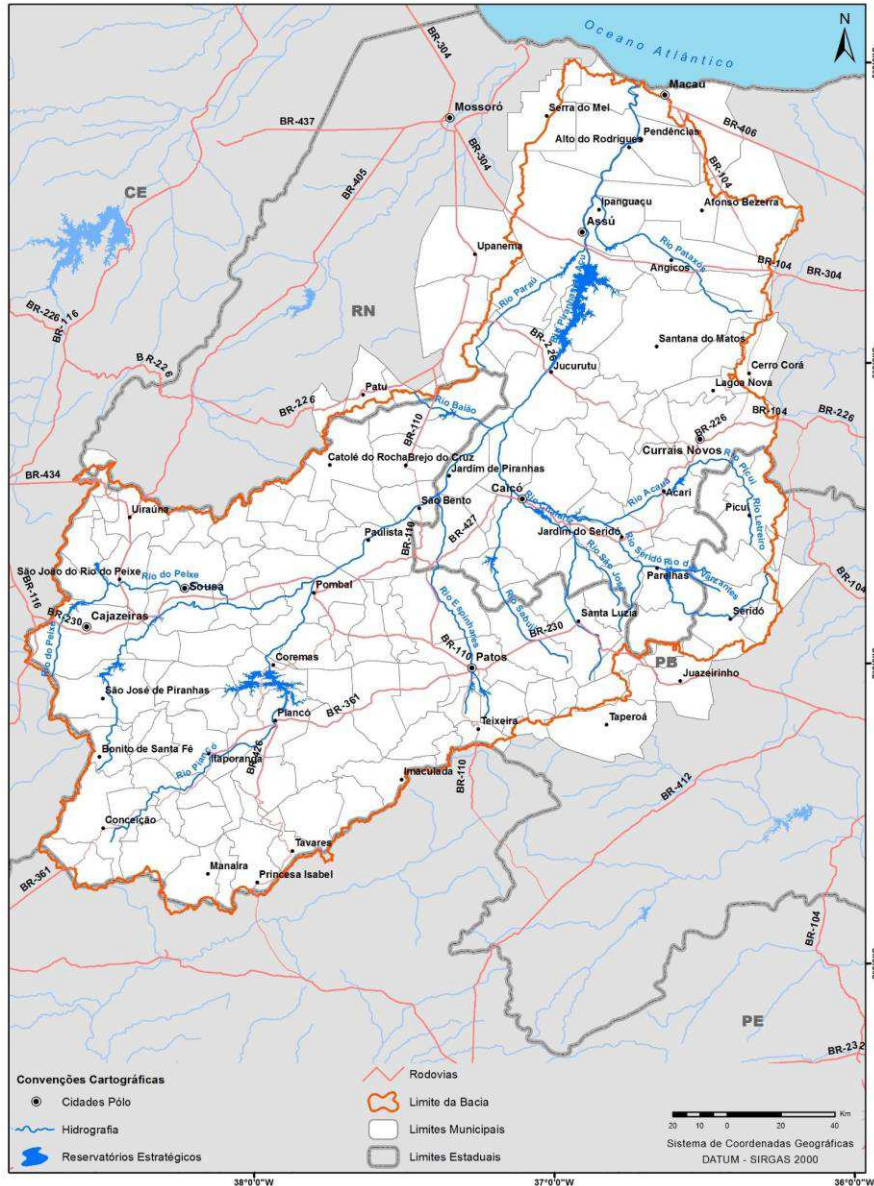 Oceano Atlântico
N
BR-304
Macau
Serra do Mel
Mossoró
BR-437
Pendências
BR-406
Alto do Rodrigues
BR-304
BR-104
BR-405
CE
Ipanguaçu
Afonso Bezerra
Assú
Upanema
Rio Pataxós
Angicos
BR-104
BR-304
Rio Paraú
BR-226
BR-116
RN
Santana do Matos
BR-226
BR-226
Jucurutu
Cerro Corá
Lagoa Nova
Patu
BR-226
Rio Baião
BR-110
BR-104
BR-226
BR-226
Currais Novos
Catolé do Rocha
Brejo do Cruz
BR-434
Jardim de Piranhas
Rio Picuí
Caicó
Rio Acauã
Acari
São Bento
Picuí
Rio Letreiro
Uiraúna
BR-427
Paulista
BR-110
Jardim do Seridó
Rio Seridó
São João do Rio do Peixe
Rio do Peixe
Rio São José
Parelhas
Sousa
Pombal
BR-104
BR-116
Rio Espinharas
Rio Sabugi
BR-230
Cajazeiras
Santa Luzia
Seridó
BR-230
Rio do Peixe
BR-110
Patos
PB
Coremas
Juazeirinho
São José de Piranhas
Piancó
BR-361
Teixeira
Taperoá
Bonito de Santa Fé
Rio Piancó
Itaporanga
BR-426
Imaculada
BR-110
BR-412
Conceição
Tavares
Manaíra
BR-361
Princesa Isabel
BR-104
PE
BR-232
Convenções Cartográficas
Cidades Pólo
Hidrografia
Reservatórios Estratégicos
Rodovias
Limite da Bacia
Limites Municipais
Limites Estaduais
20 10 0 20 40 Km
Sistema de Coordenadas Geográficas
DATUM - SIRGAS 2000
38°0'0"W 37°0'0"W 36°0'0"W